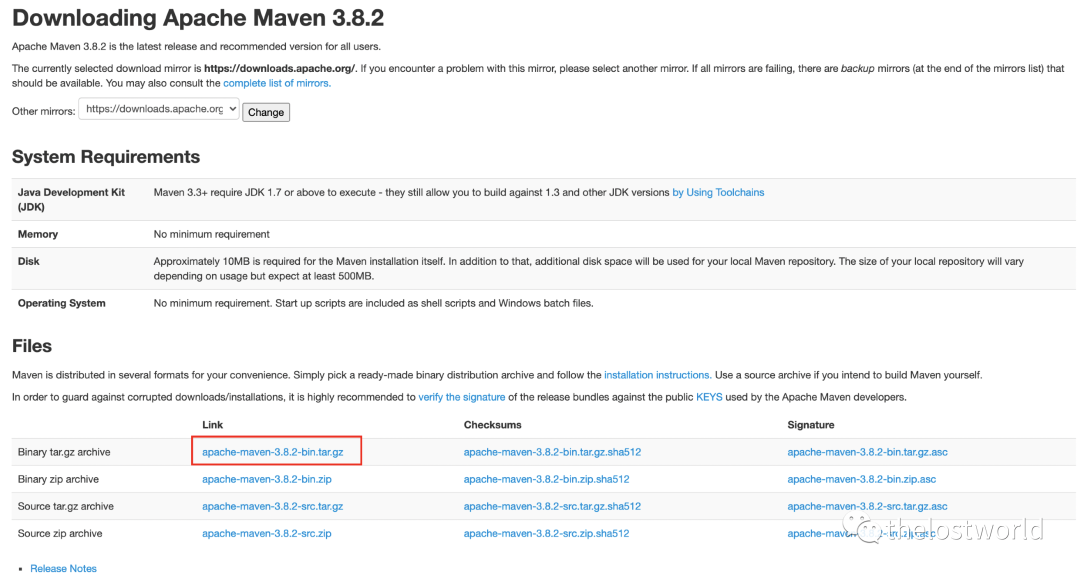 Downloading Apache Maven 3.8.2
Apache Maven 3.8.2 is the latest release and recommended version for all users.
The currently selected download mirror is https://downloads.apache.org/. If you encounter a problem with this mirror, please select another mirror. If all mirrors are failing, there are backup mirrors (at the end of the mirrors list) that
should be available. You may also consult the complete list of mirrors.
Other mirrors: https://downloads.apache.org Change
System Requirements
Java Development Kit Maven 3.3+ require JDK 1.7 or above to execute - they still allow you to build against 1.3 and other JDK versions by Using Toolchains
(JDK)
Memory No minimum requirement
Disk Approximately 10MB is required for the Maven installation itself. In addition to that, additional disk space will be used for your local Maven repository. The size of your local repository will vary
depending on usage but expect at least 500MB.
Operating System No minimum requirement. Start up scripts are included as shell scripts and Windows batch files.
Files
Maven is distributed in several formats for your convenience. Simply pick a ready-made binary distribution archive and follow the installation instructions. Use a source archive if you intend to build Maven yourself.
In order to guard against corrupted downloads/installations, it is highly recommended to verify the signature of the release bundles against the public KEYS used by the Apache Maven developers.
Link Checksums Signature
Binary tar.gz archive apache-maven-3.8.2-bin.tar.gz apache-maven-3.8.2-bin.tar.gz.sha512 apache-maven-3.8.2-bin.tar.gz.asc
Binary zip archive apache-maven-3.8.2-bin.zip apache-maven-3.8.2-bin.zip.sha512 apache-maven-3.8.2-bin.zip.asc
Source tar.gz archive apache-maven-3.8.2-src.tar.gz apache-maven-3.8.2-src.tar.gz.sha512 apache-maven-3.8.2-src.tar.gz.asc
Source zip archive apache-maven-3.8.2-src.zip apache-maven-3.8.2-src.zip.sha512
thelostworld
Release Notes